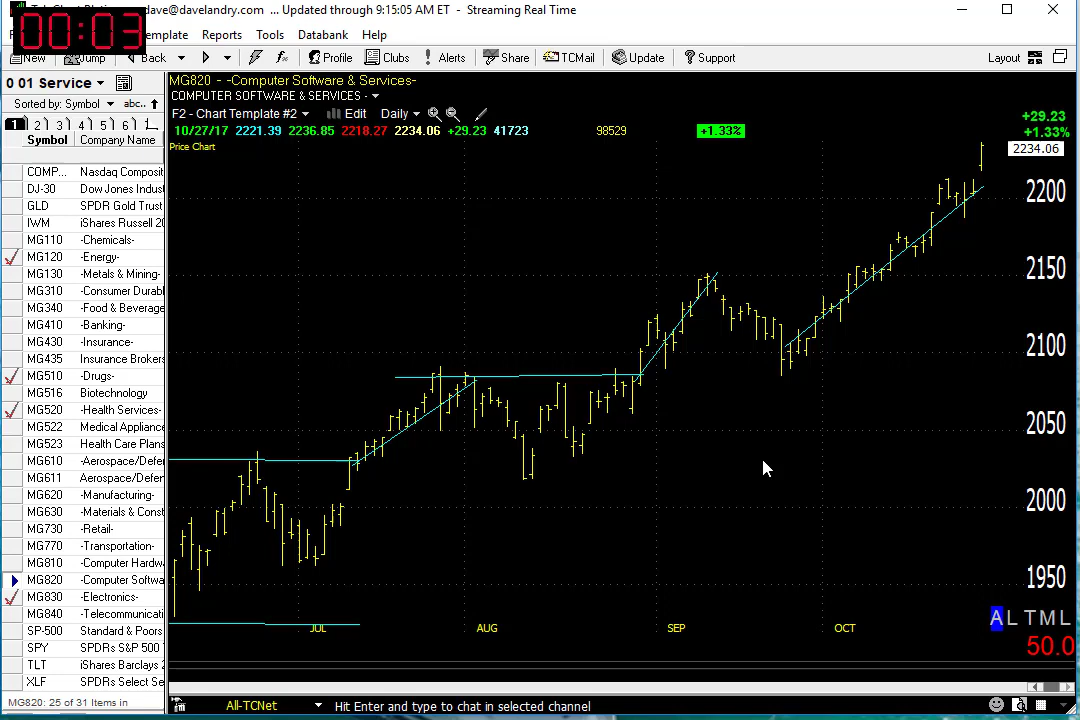 dave@davelandry.com ... Updated through 9:15:05 AM ET - Streaming Real Time
00:03
emplate Reports Tools Databank Help
New Jump Back Profile Clubs Alerts Share TCMail Update Support Layout
0 01 Service
Sorted by: Symbol abc..
1 2 3 4 5 6
Symbol Company Name
COMP... Nasdaq Composit
DJ-30 Dow Jones Indust
GLD SPDR Gold Trust
IWM iShares Russell 20
MG110 -Chemicals-
MG120 -Energy-
MG130 -Metals & Mining-
MG310 -Consumer Durabl
MG340 -Food & Beverage
MG410 -Banking-
MG430 -Insurance-
MG435 Insurance Brokers
MG510 -Drugs-
MG516 Biotechnology
MG520 -Health Services-
MG522 Medical Appliance
MG523 Health Care Plans
MG610 -Aerospace/Defer
MG611 Aerospace/Defer
MG620 -Manufacturing-
MG630 -Materials & Const
MG730 -Retail-
MG770 -Transportation-
MG810 -Computer Hardw
MG820 -Computer Softwa
MG830 -Electronics-
MG840 -Telecommunicati
SP-500 Standard & Poors
SPY SPDRs S&P 500
TLT iShares Barclays
XLF SPDRs Select Se
MG820: 25 of 31 Items in
MG820 - -Computer Software & Services-
COMPUTER SOFTWARE & SERVICES -
F2 - Chart Template #2 Edit Daily
10/27/17 2221.39 2236.85 2218.27 2234.06 +29.23 41723 98529 +1.33%
Price Chart
+29.23
+1.33%
2234.06
2200
2150
2100
2050
2000
1950
JUL AUG SEP OCT
A L T M L
50.0
All-TCNet Hit Enter and type to chat in selected channel